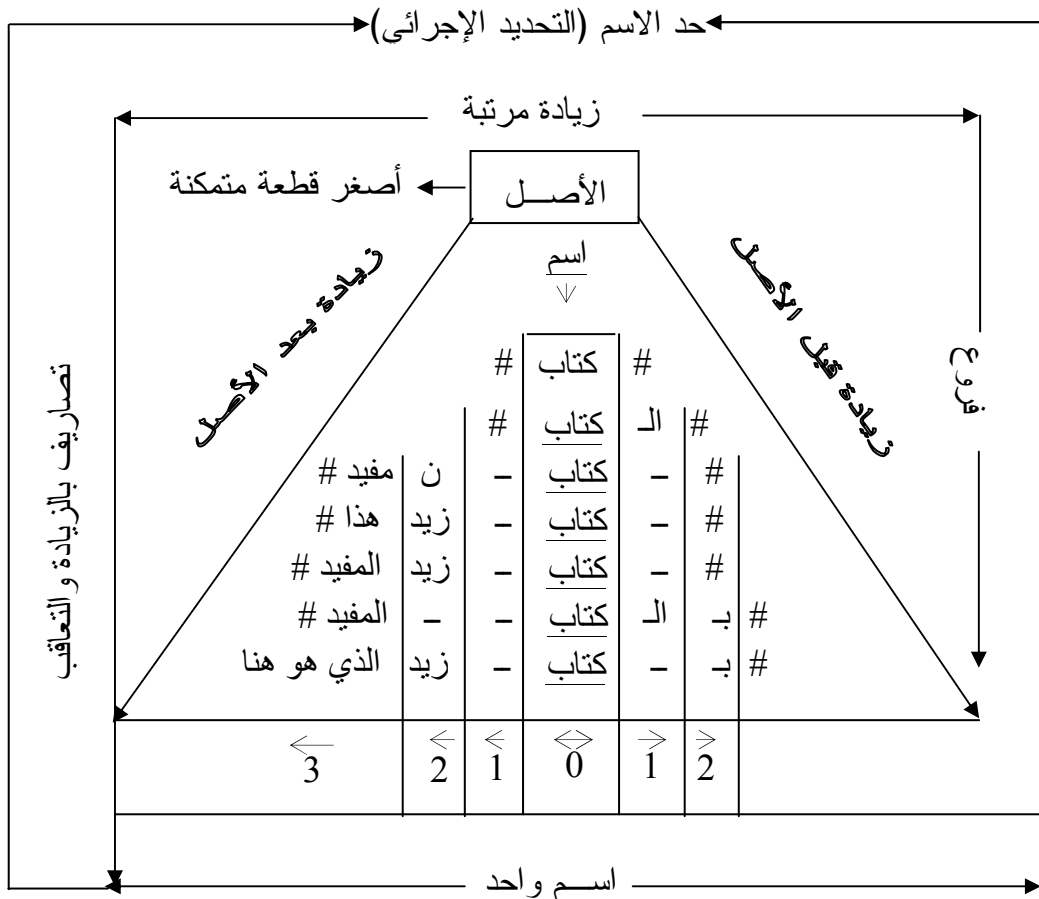 حد الاسم (التحديد الإجرائي)
زيادة مرتبة
الأصــل
أصغر قطعة متمكنة
اسم
زيادة قبل الأصل
زيادة بعد الأصل
فروع
تصاريف بالزيادة والتعاقب
# كتاب #
# الـ كتاب #
# – كتاب – ن مفيد #
# – كتاب – زيد هذا #
# – كتاب – زيد المفيد #
# بـ الـ كتاب – – المفيد #
# بـ – كتاب – زيد الذي هو هنا
2 1 0 1 2 3
اســم واحد